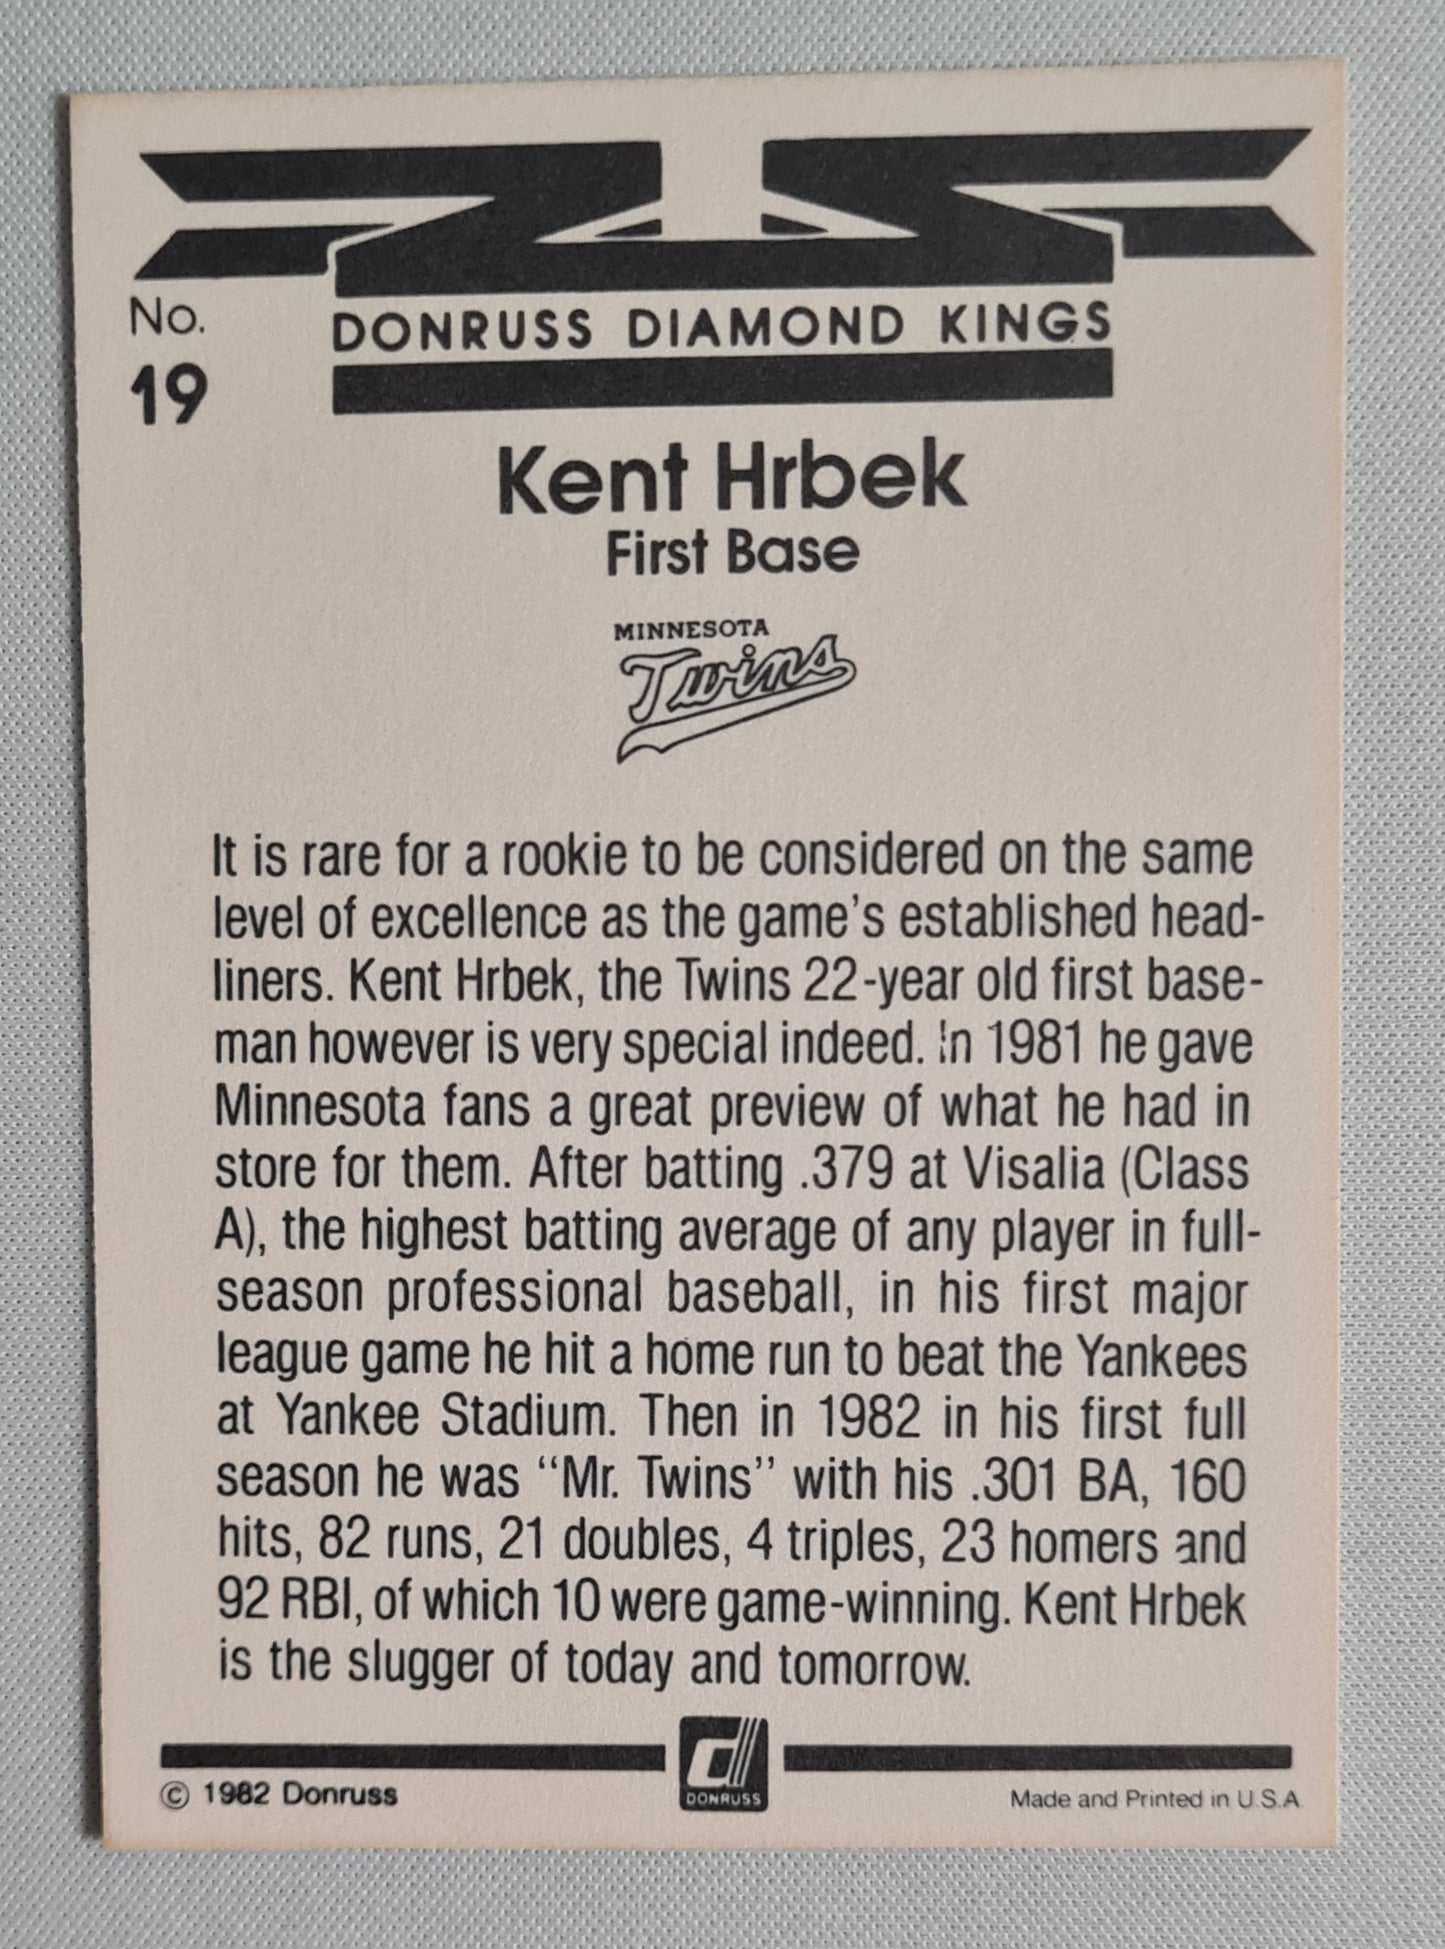 No.
19
DONRUSS DIAMOND KINGS
Kent Hrbek
First Base
MINNESOTA
Twins
It is rare for a rookie to be considered on the same
level of excellence as the game's established head-
liners. Kent Hrbek, the Twins 22-year old first base-
man however is very special indeed. In 1981 he gave
Minnesota fans a great preview of what he had in
store for them. After batting .379 at Visalia (Class
A), the highest batting average of any player in full-
season professional baseball, in his first major
league game he hit a home run to beat the Yankees
at Yankee Stadium. Then in 1982 in his first full
season he was "Mr. Twins" with his .301 BA, 160
hits, 82 runs, 21 doubles, 4 triples, 23 homers and
92 RBI, of which 10 were game-winning. Kent Hrbek
is the slugger of today and tomorrow.
© 1982 Donruss
d
DONRUSS
Made and Printed in U.S.A